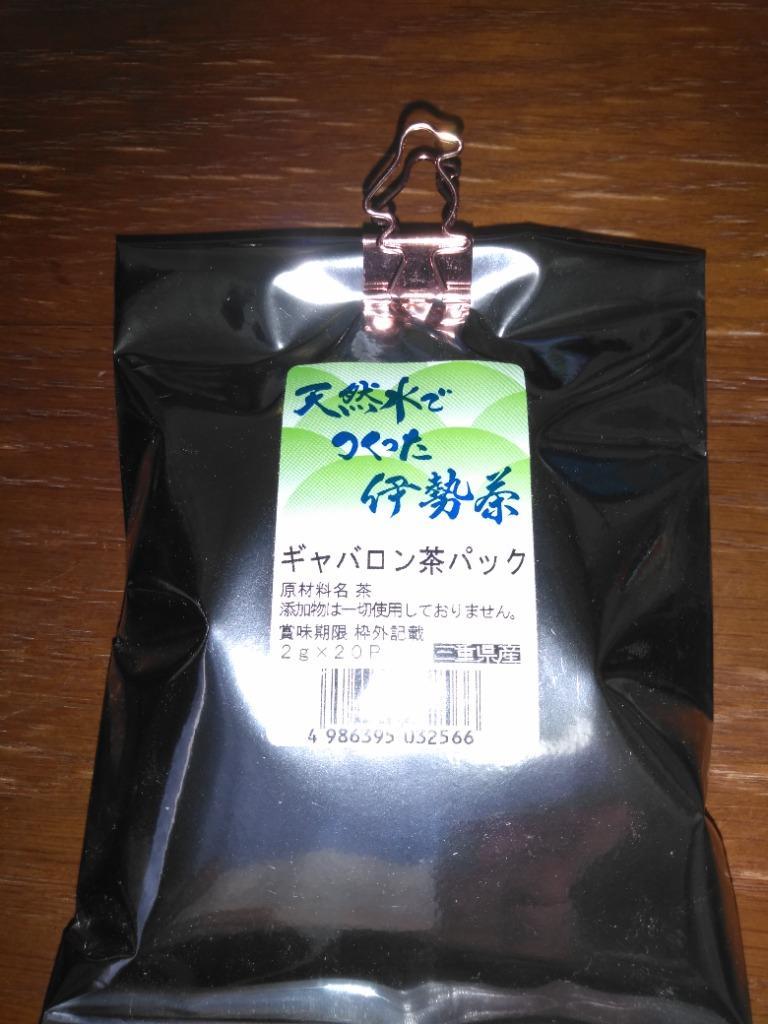 天然水で
つくった
伊勢茶
ギャバロン茶パック
原材料名 茶
添加物は一切使用しておりません。
賞味期限 枠外記載
2g×20P 三重県産
4 986395 032566